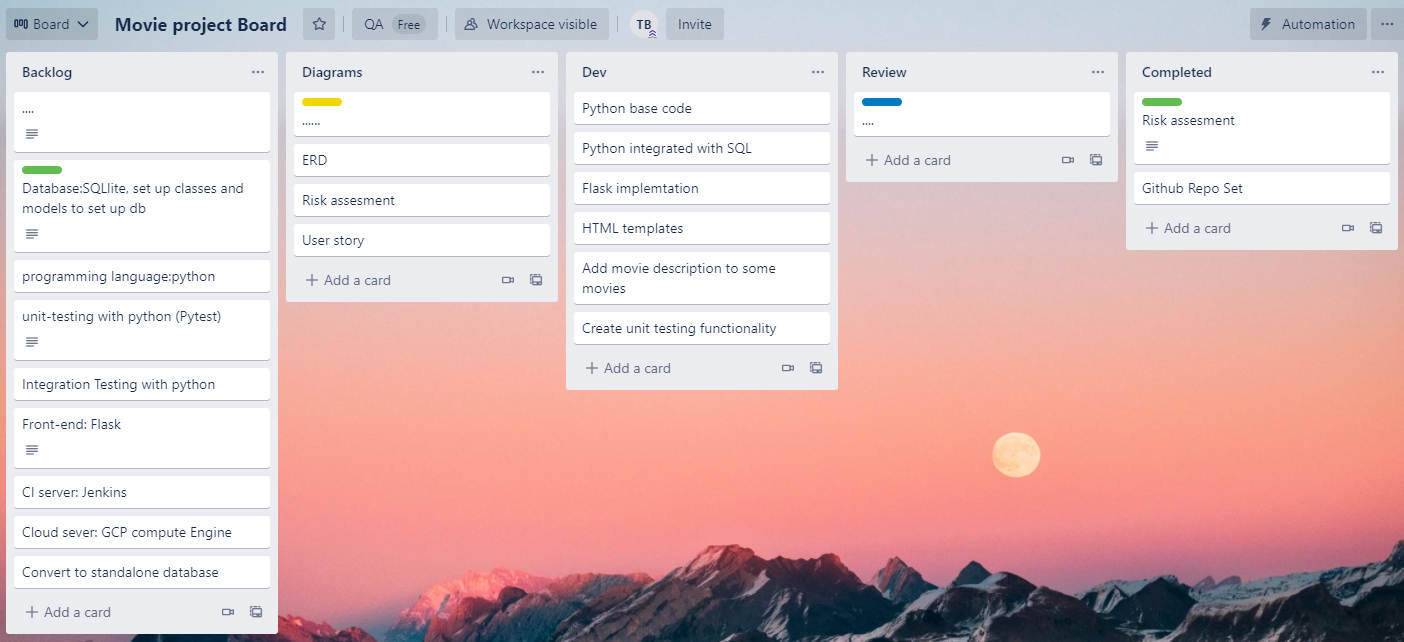 Board
Movie project Board
QA Free
Workspace visible
TB
Invite
Automation
Backlog
....
Database:SQLlite, set up classes and
models to set up db
programming language:python
unit-testing with python (Pytest)
Integration Testing with python
Front-end: Flask
CI server: Jenkins
Cloud sever: GCP compute Engine
Convert to standalone database
Add a card
Diagrams
......
ERD
Risk assesment
User story
Add a card
Dev
Python base code
Python integrated with SQL
Flask implemtation
HTML templates
Add movie description to some
movies
Create unit testing functionality
Add a card
Review
....
Add a card
Completed
Risk assesment
Github Repo Set
Add a card